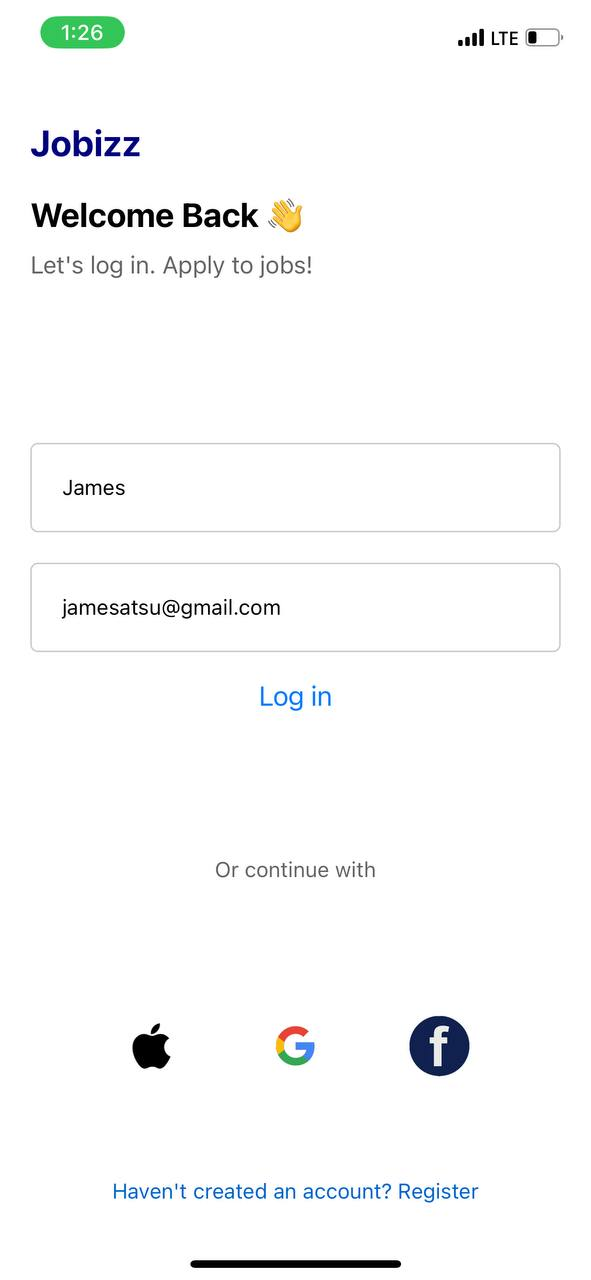 1:26 LTE
Jobizz
Welcome Back 👋
Let's log in. Apply to jobs!
James
jamesatsu@gmail.com
Log in
Or continue with
f
Haven't created an account? Register